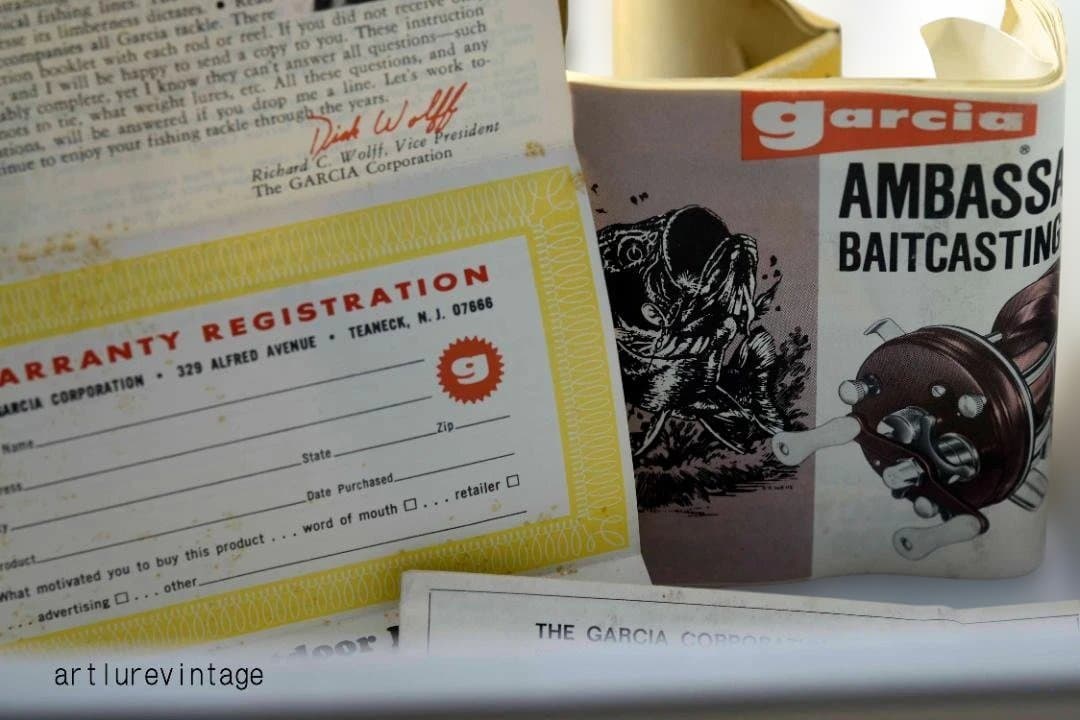 ical fishing lines.
its limberness dictates. • Read
companies all Garcia tackle. There
tion booklet with each rod or reel. If you did not receive
, and I will be happy to send a copy to you. These instruction
ably complete, yet I know they can't answer all questions—such
nots to tie, what weight lures, etc. All these questions, and any
tions, will be answered if you drop me a line. Let's work to-
tinue to enjoy your fishing tackle through the years.
Dick Wolff
Richard C. Wolff, Vice President
The GARCIA Corporation
ARRANTY REGISTRATION
GARCIA CORPORATION • 329 ALFRED AVENUE • TEANECK, N. J. 07666
g
Name
ress
State
Zip
y
Date Purchased
roduct
What motivated you to buy this product ... word of mouth □ ... retailer □
... advertising □ ... other
garcia
®
AMBASSA
BAITCASTING
THE GARCIA CORPORATI
artlurevintage